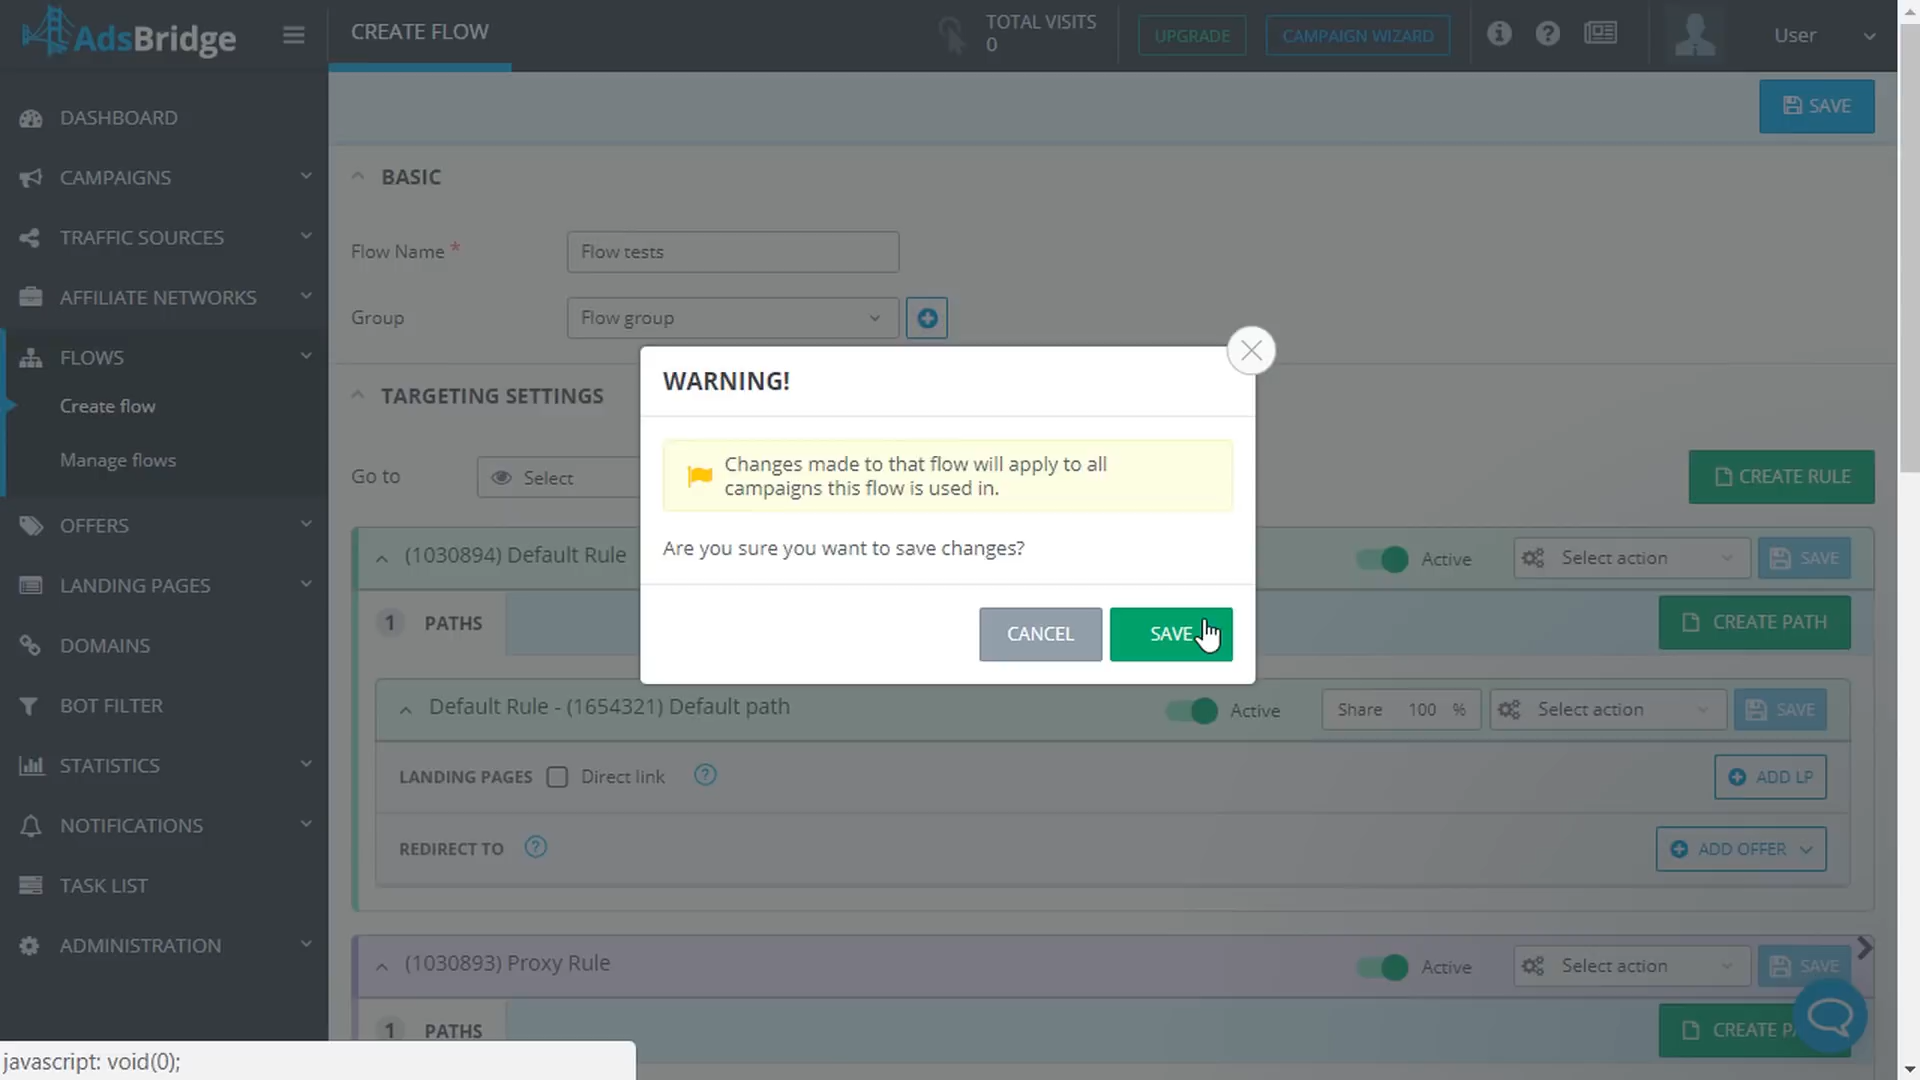 AdsBridge
CREATE FLOW
TOTAL VISITS
0
UPGRADE
CAMPAIGN WIZARD
User
SAVE
DASHBOARD
CAMPAIGNS
TRAFFIC SOURCES
AFFILIATE NETWORKS
FLOWS
Create flow
Manage flows
OFFERS
LANDING PAGES
DOMAINS
BOT FILTER
STATISTICS
NOTIFICATIONS
TASK LIST
ADMINISTRATION
BASIC
Flow Name *
Flow tests
Group
Flow group
TARGETING SETTINGS
Go to
Select
CREATE RULE
WARNING!
Changes made to that flow will apply to all
campaigns this flow is used in.
Are you sure you want to save changes?
CANCEL
SAVE
(1030894) Default Rule
Active
Select action
SAVE
1 PATHS
CREATE PATH
Default Rule - (1654321) Default path
Active
Share 100 %
Select action
SAVE
LANDING PAGES
Direct link
?
ADD LP
REDIRECT TO
?
ADD OFFER
(1030893) Proxy Rule
Active
Select action
SAVE
1 PATHS
CREATE PA
javascript: void(0);